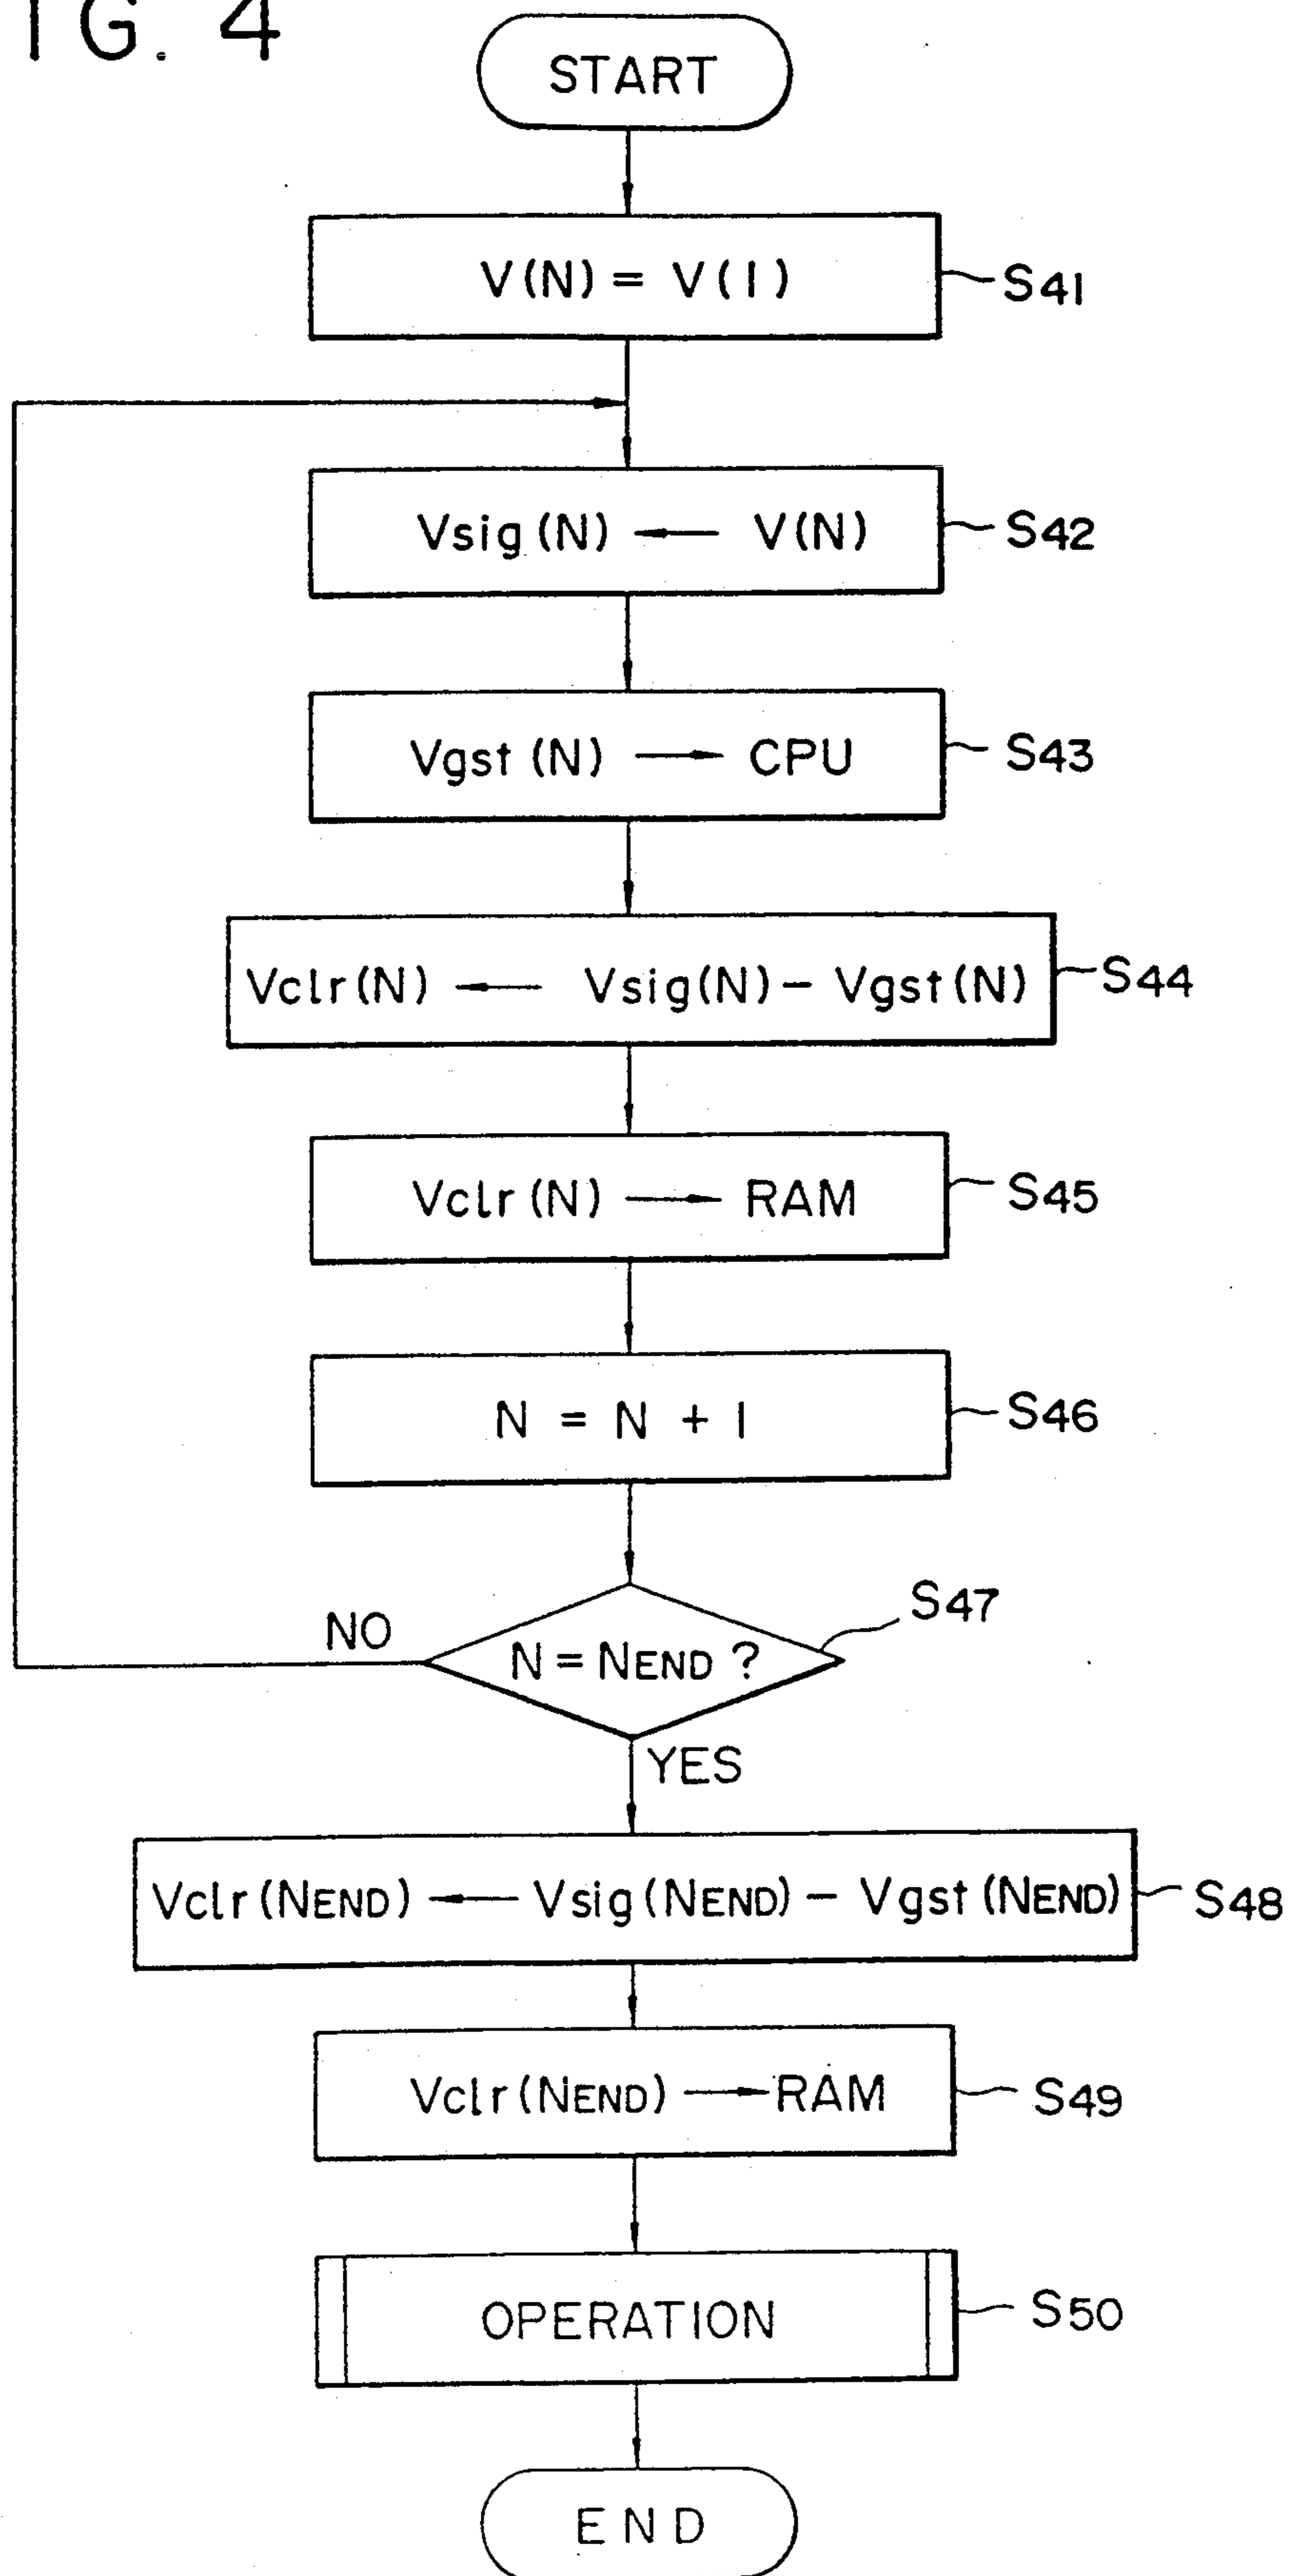 IG. 4
START
V(N) = V(1)
S41
Vsig(N) ← V(N)
S42
Vgst(N) → CPU
S43
Vclr(N) ← Vsig(N) - Vgst(N)
S44
Vclr(N) → RAM
S45
N = N + 1
S46
N = NEND ?
S47
NO
YES
Vclr(NEND) ← Vsig(NEND) - Vgst(NEND)
S48
Vclr(NEND) → RAM
S49
OPERATION
S50
END